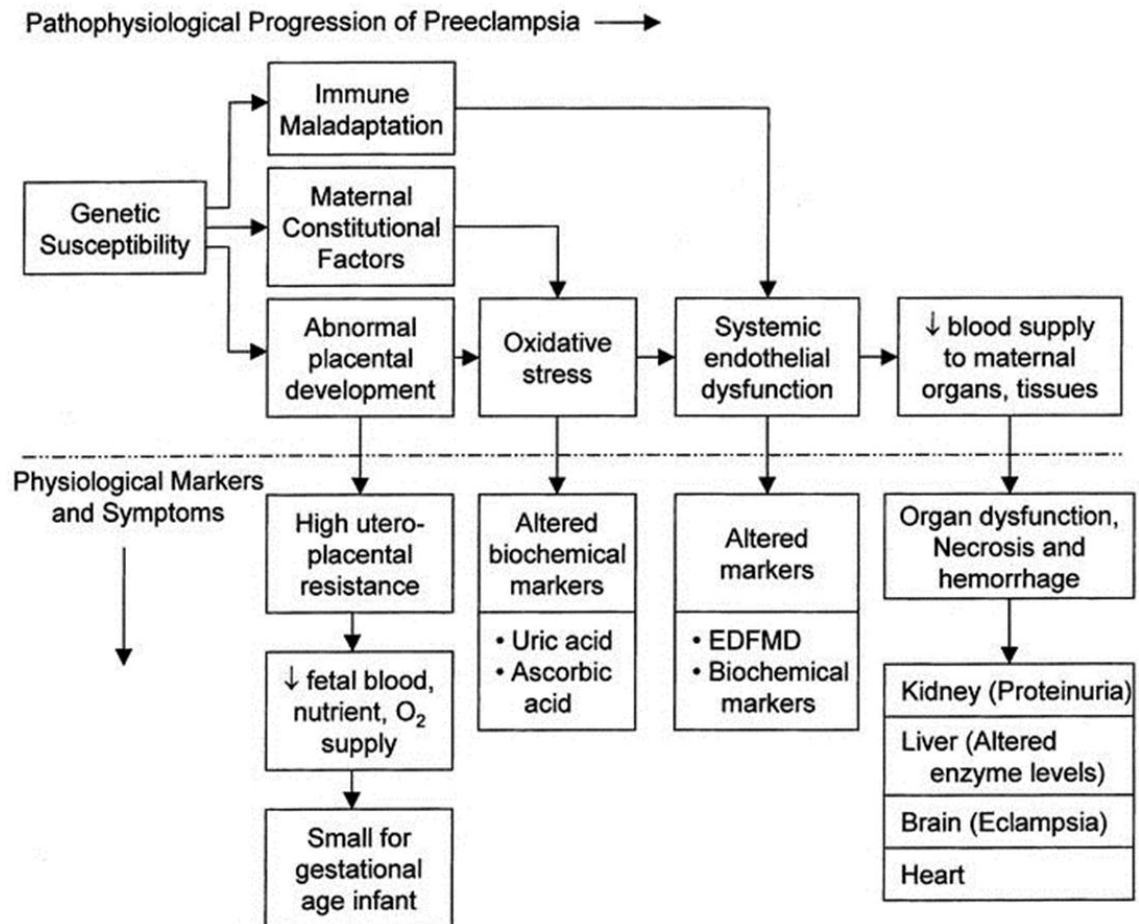 Pathophysiological Progression of Preeclampsia
Immune
Maladaptation
Genetic
Susceptibility
Maternal
Constitutional
Factors
Abnormal
placental
development
Oxidative
stress
Systemic
endothelial
dysfunction
↓ blood supply
to maternal
organs, tissues
Physiological Markers
and Symptoms
High utero-
placental
resistance
↓ fetal blood,
nutrient, O₂
supply
Small for
gestational
age infant
Altered
biochemical
markers
• Uric acid
• Ascorbic
acid
Altered
markers
• EDFMD
• Biochemical
markers
Organ dysfunction,
Necrosis and
hemorrhage
Kidney (Proteinuria)
Liver (Altered
enzyme levels)
Brain (Eclampsia)
Heart